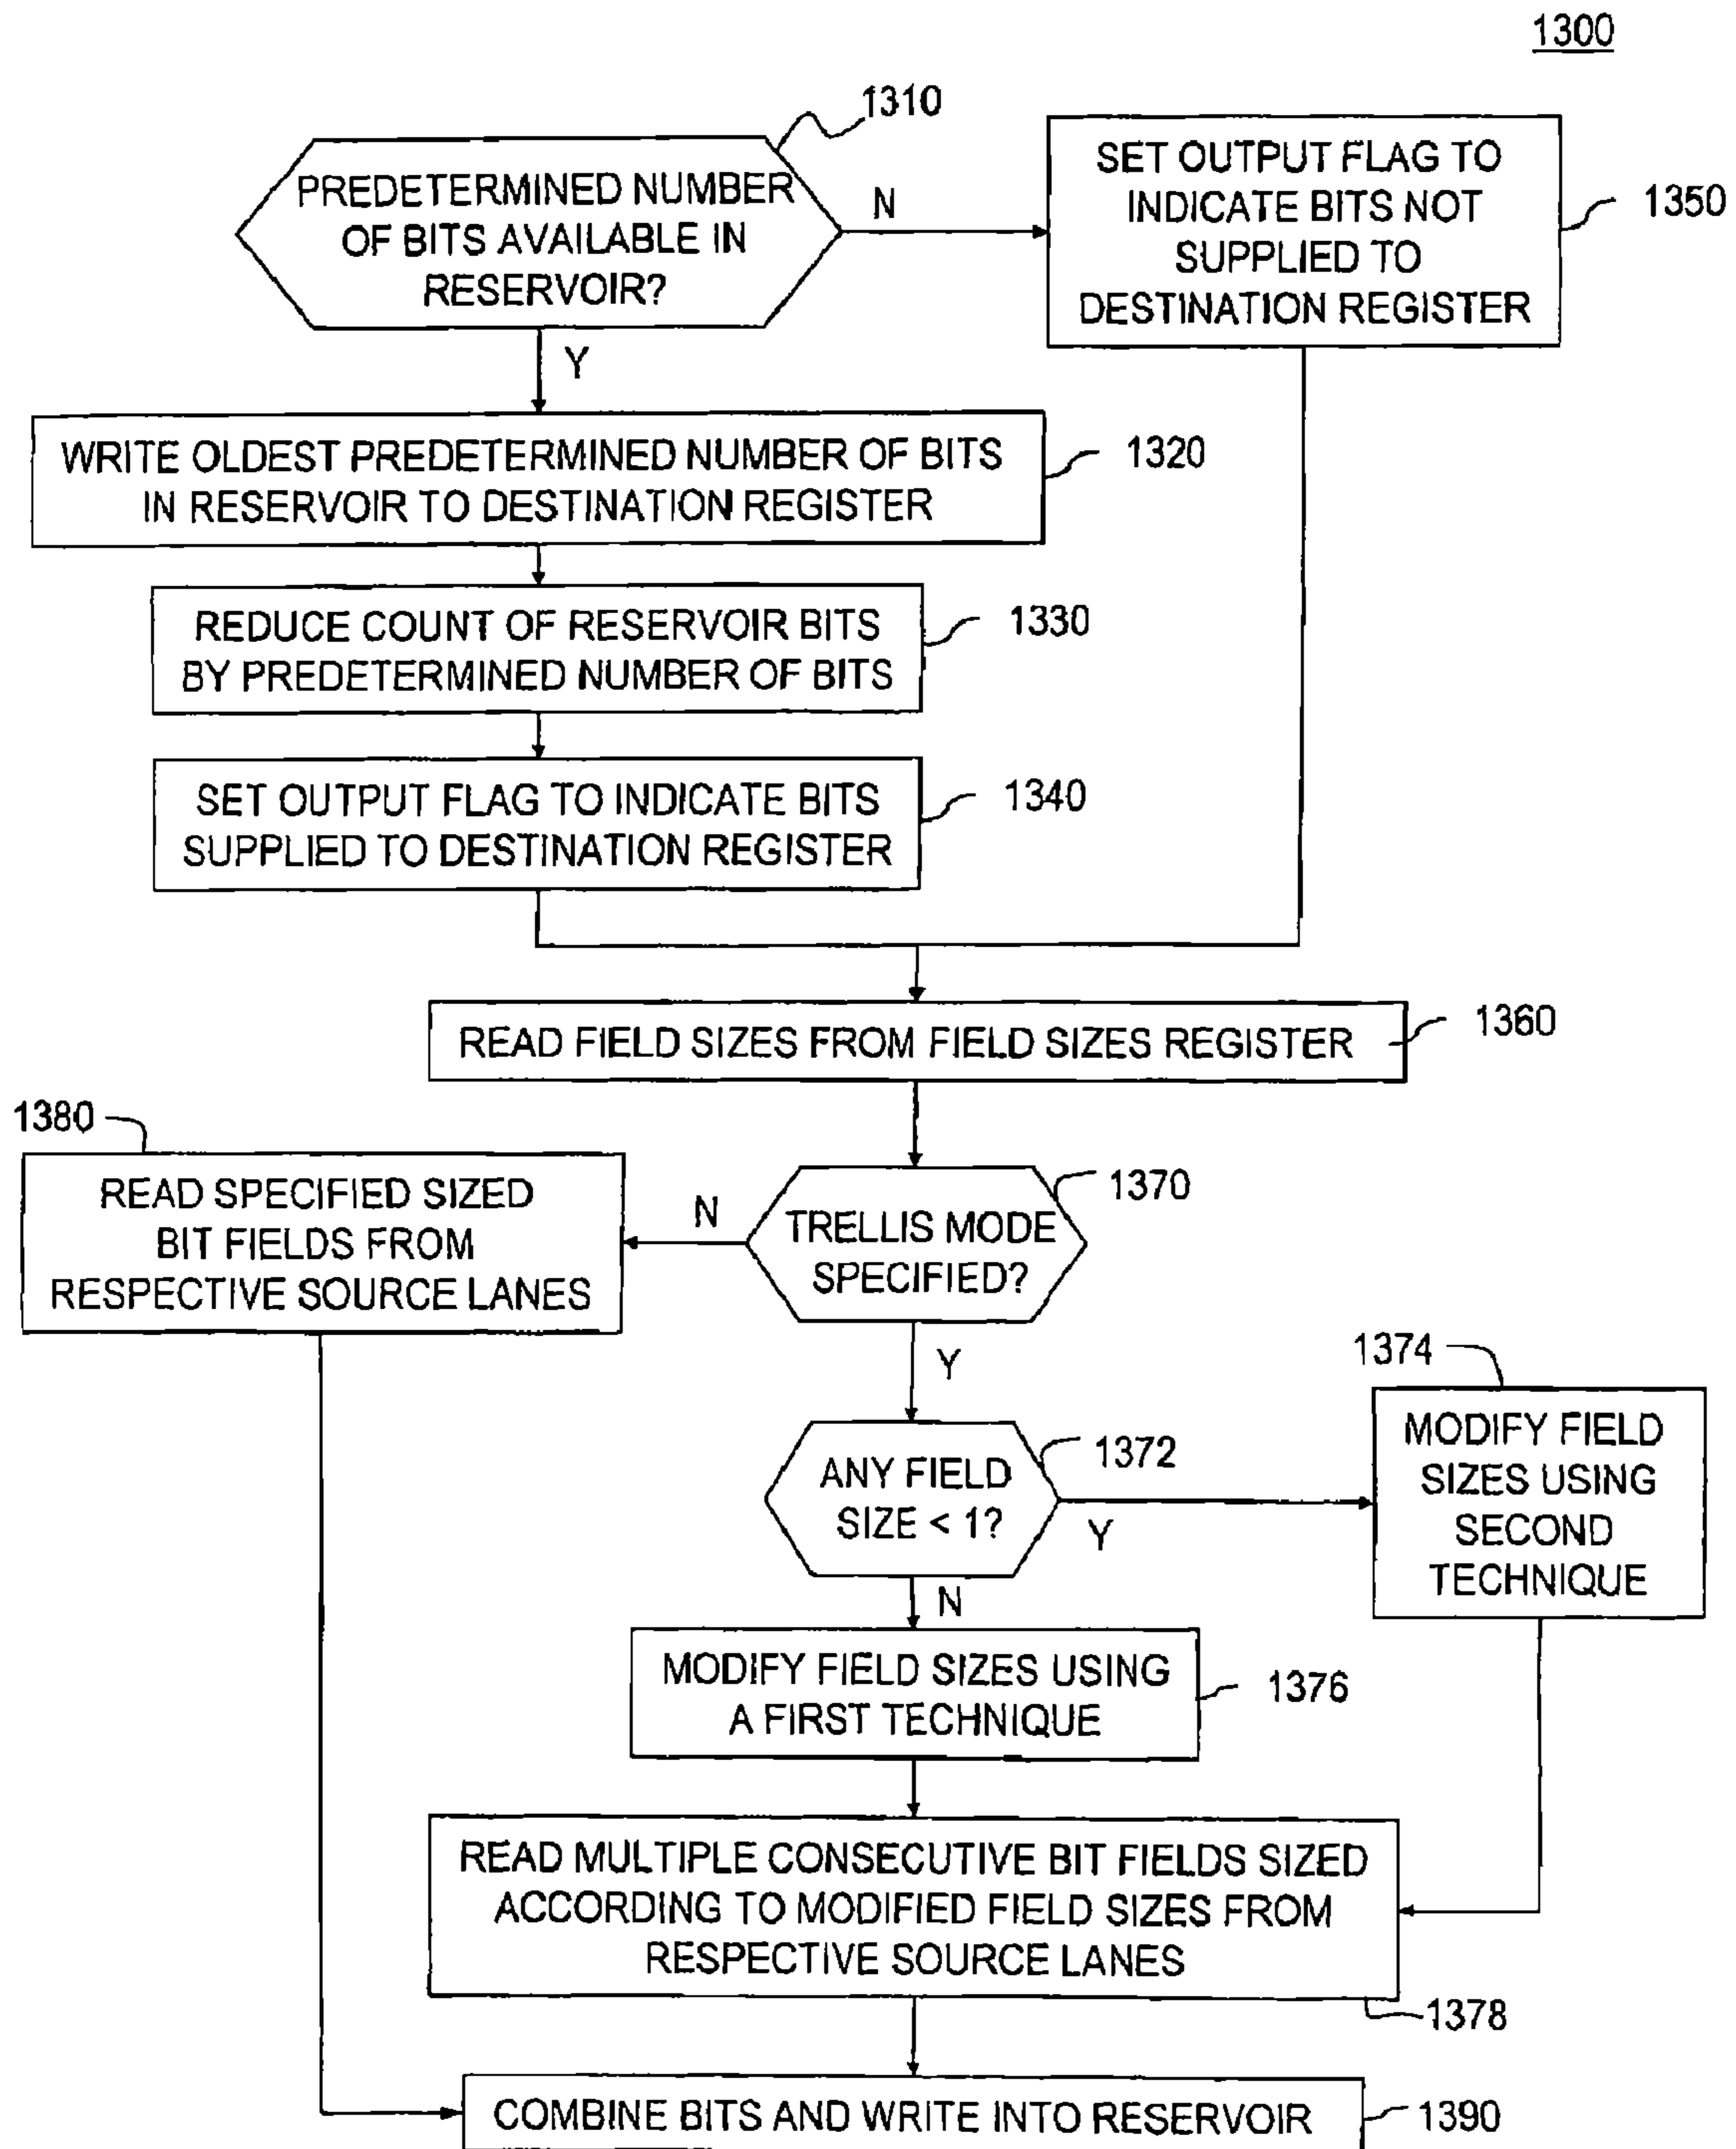 1300
1310
PREDETERMINED NUMBER
OF BITS AVAILABLE IN
RESERVOIR?
N
SET OUTPUT FLAG TO
INDICATE BITS NOT
SUPPLIED TO
DESTINATION REGISTER
1350
Y
WRITE OLDEST PREDETERMINED NUMBER OF BITS
IN RESERVOIR TO DESTINATION REGISTER
1320
REDUCE COUNT OF RESERVOIR BITS
BY PREDETERMINED NUMBER OF BITS
1330
SET OUTPUT FLAG TO INDICATE BITS
SUPPLIED TO DESTINATION REGISTER
1340
READ FIELD SIZES FROM FIELD SIZES REGISTER
1360
1380
READ SPECIFIED SIZED
BIT FIELDS FROM
RESPECTIVE SOURCE LANES
N
TRELLIS MODE
SPECIFIED?
1370
Y
1374
MODIFY FIELD
SIZES USING
SECOND
TECHNIQUE
ANY FIELD
SIZE < 1?
1372
Y
N
MODIFY FIELD SIZES USING
A FIRST TECHNIQUE
1376
READ MULTIPLE CONSECUTIVE BIT FIELDS SIZED
ACCORDING TO MODIFIED FIELD SIZES FROM
RESPECTIVE SOURCE LANES
1378
COMBINE BITS AND WRITE INTO RESERVOIR
1390